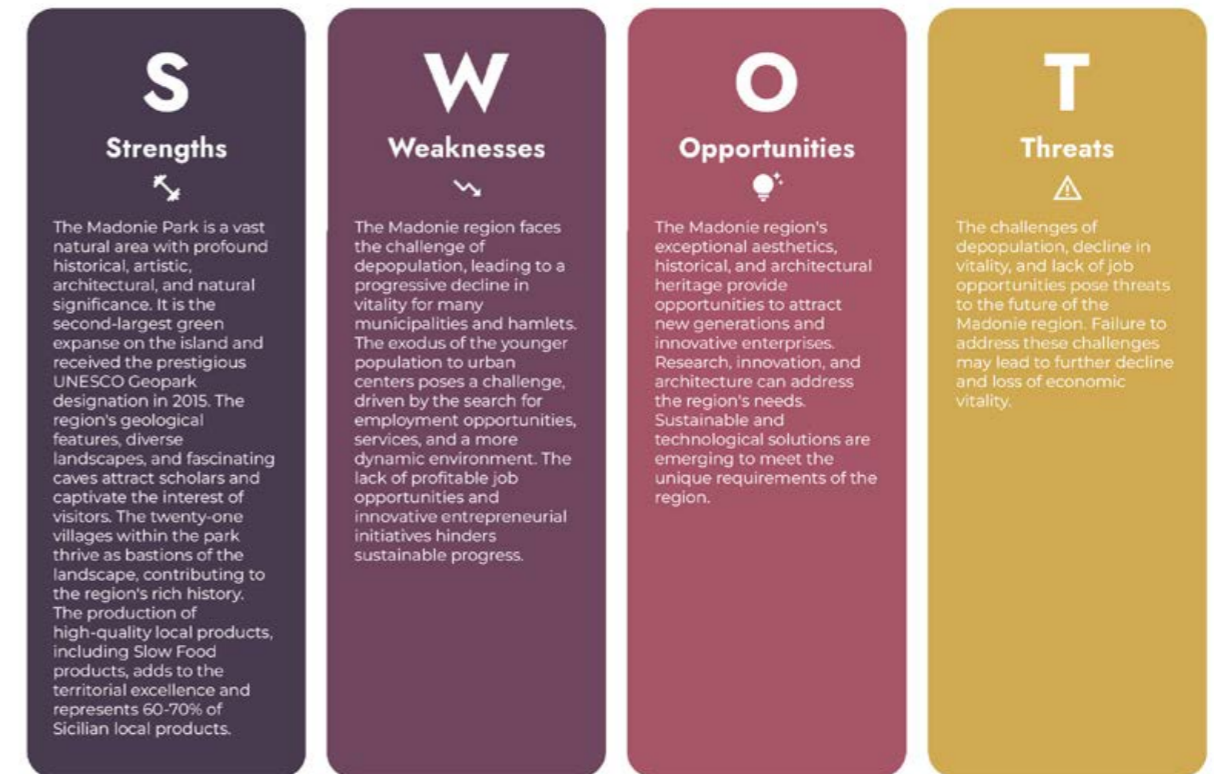 S
Strengths
The Madonie Park is a vast
natural area with profound
historical, artistic,
architectural, and natural
significance. It is the
second-largest green
expanse on the island and
received the prestigious
UNESCO Geopark
designation in 2015. The
region's geological
features, diverse
landscapes, and fascinating
caves attract scholars and
captivate the interest of
visitors. The twenty-one
villages within the park
thrive as bastions of the
landscape, contributing to
the region's rich history.
The production of
high-quality local products,
including Slow Food
products, adds to the
territorial excellence and
represents 60-70% of
Sicilian local products.
W
Weaknesses
The Madonie region faces
the challenge of
depopulation, leading to a
progressive decline in
vitality for many
municipalities and hamlets.
The exodus of the younger
population to urban
centers poses a challenge,
driven by the search for
employment opportunities,
services, and a more
dynamic environment. The
lack of profitable job
opportunities and
innovative entrepreneurial
initiatives hinders
sustainable progress.
O
Opportunities
The Madonie region's
exceptional aesthetics,
historical, and architectural
heritage provide
opportunities to attract
new generations and
innovative enterprises.
Research, innovation, and
architecture can address
the region's needs.
Sustainable and
technological solutions are
emerging to meet the
unique requirements of the
region.
T
Threats
The challenges of
depopulation, decline in
vitality, and lack of job
opportunities pose threats
to the future of the
Madonie region. Failure to
address these challenges
may lead to further decline
and loss of economic
vitality.